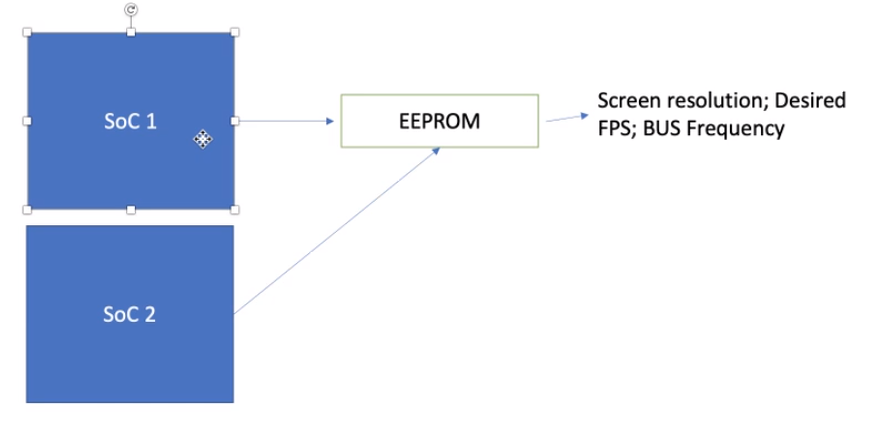 SoC 1
EEPROM
Screen resolution; Desired
FPS; BUS Frequency
SoC 2